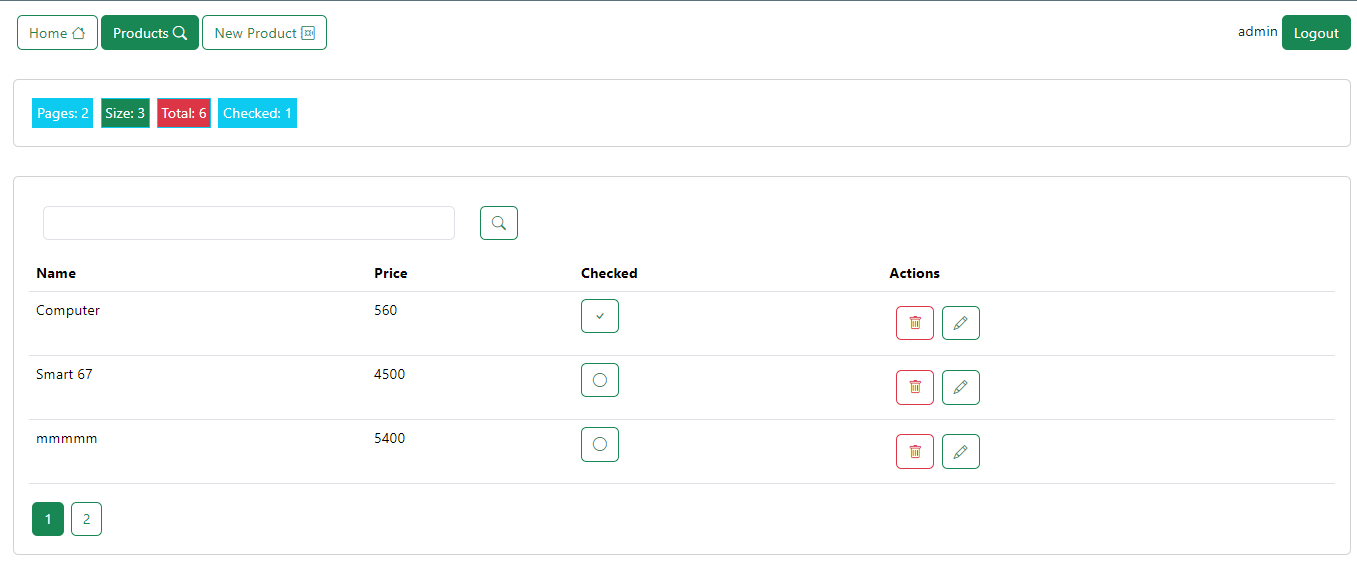 Home Products New Product admin Logout
Pages: 2 Size: 3 Total: 6 Checked: 1
Name Price Checked Actions
Computer 560
Smart 67 4500
mmmmm 5400
1 2